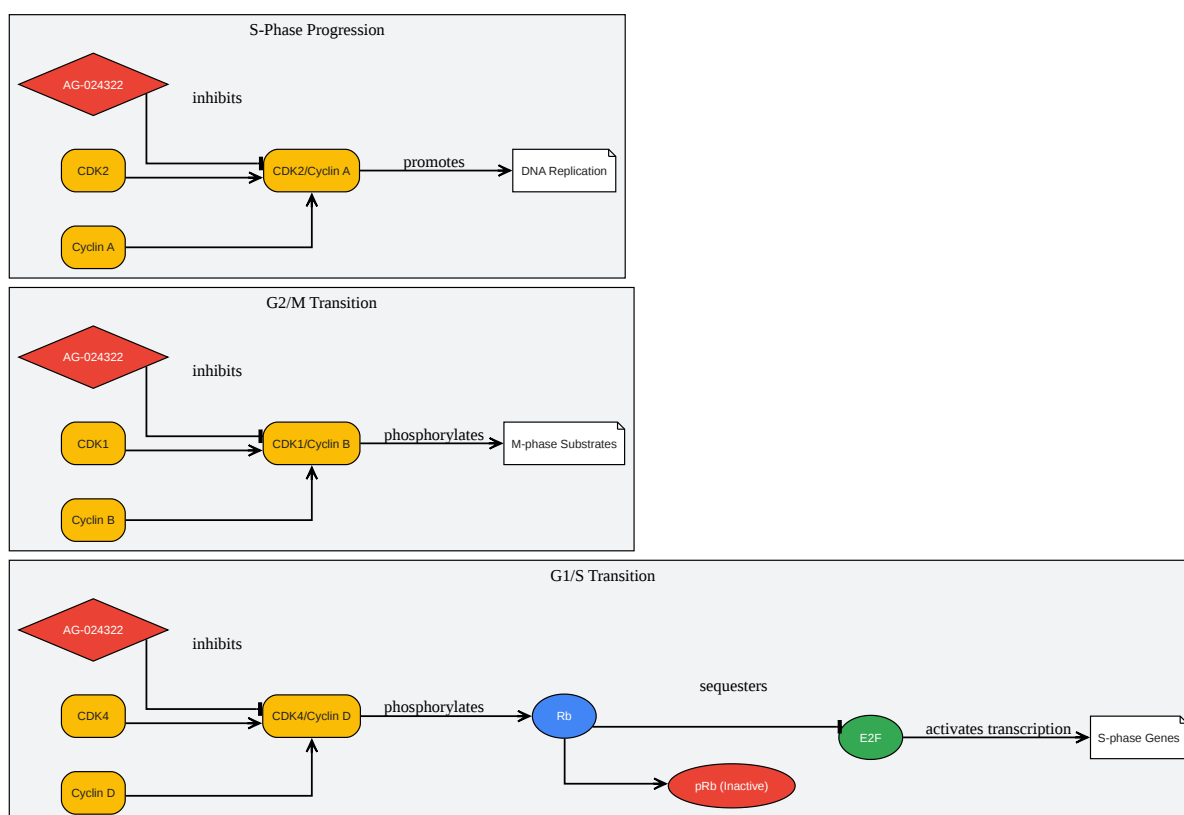 S-Phase Progression
AG-024322
inhibits
CDK2
CDK2/Cyclin A
promotes
DNA Replication
Cyclin A
G2/M Transition
AG-024322
inhibits
CDK1
CDK1/Cyclin B
phosphorylates
M-phase Substrates
Cyclin B
G1/S Transition
AG-024322
inhibits
CDK4
CDK4/Cyclin D
phosphorylates
Rb
sequesters
E2F
activates transcription
S-phase Genes
Cyclin D
pRb (Inactive)